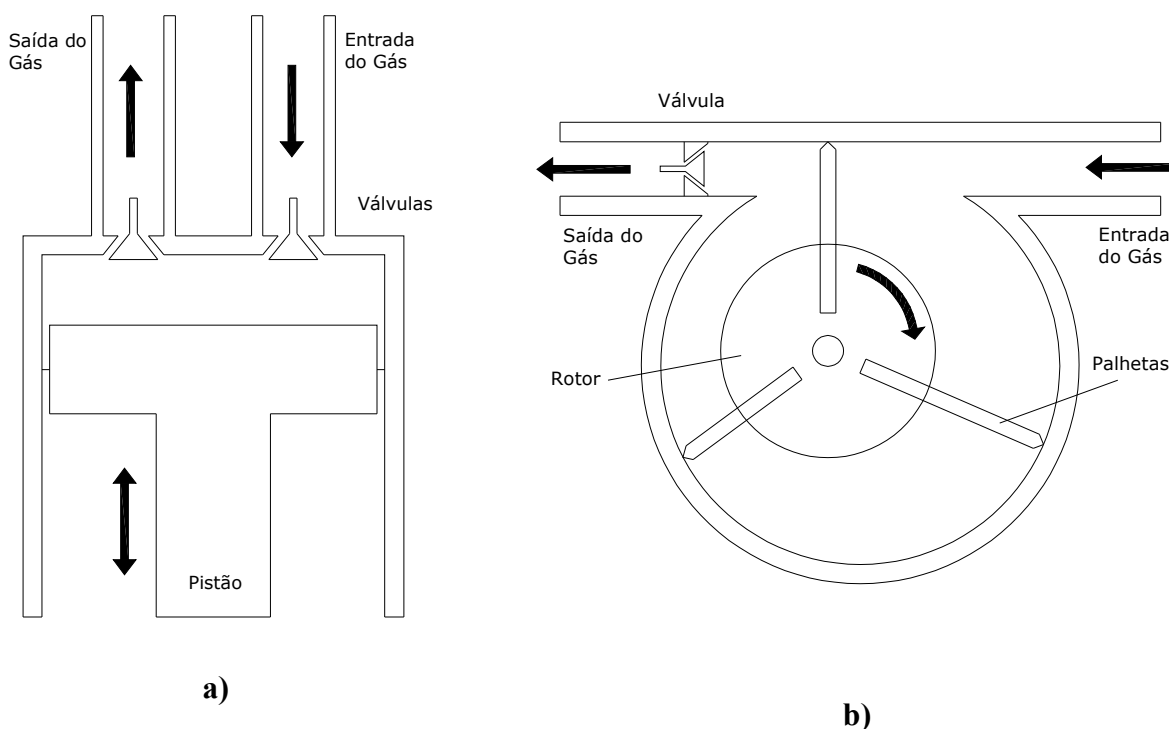 Saída do
Gás
Entrada
do Gás
Válvulas
Pistão
a)
Válvula
Saída do
Gás
Entrada
do Gás
Rotor
Palhetas
b)